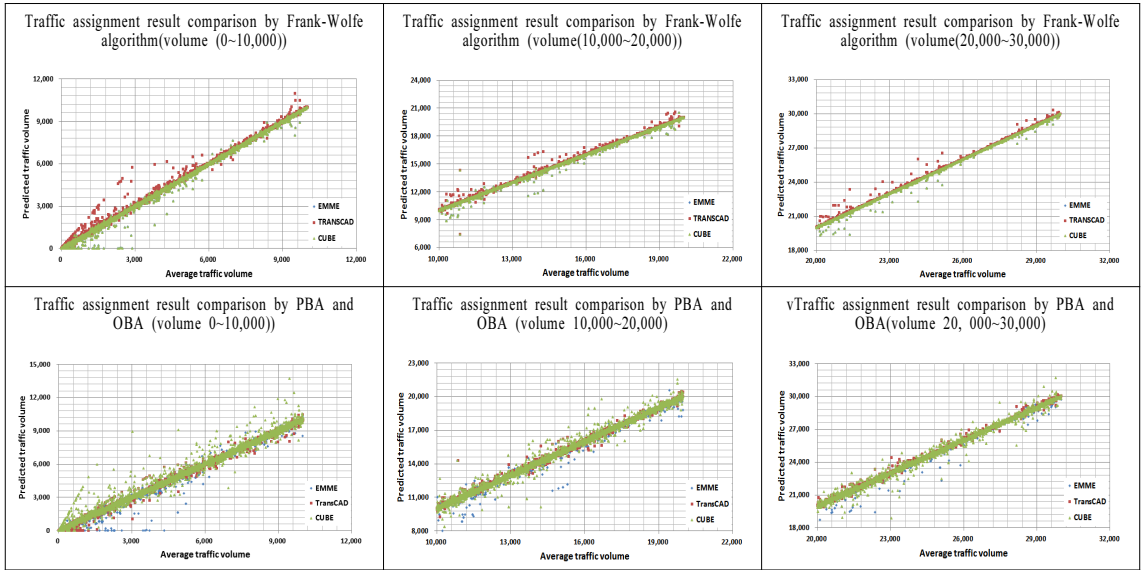 Traffic assignment result comparison by Frank-Wolfe
algorithm(volume (0~10,000))
12,000
9,000
6,000
3,000
0
Predicted traffic volume
EMME
TRANSCAD
CUBE
0
3,000
6,000
9,000
12,000
Average traffic volume
Traffic assignment result comparison by Frank-Wolfe
algorithm (volume(10,000~20,000))
24,000
21,000
18,000
15,000
12,000
9,000
6,000
Predicted traffic volume
EMME
TRANSCAD
CUBE
10,000
13,000
16,000
19,000
22,000
Average traffic volume
Traffic assignment result comparison by Frank-Wolfe
algorithm (volume(20,000~30,000))
33,000
30,000
27,000
24,000
21,000
18,000
Predicted traffic volume
EMME
TRANSCAD
CUBE
20,000
23,000
26,000
29,000
32,000
Average traffic volume
Traffic assignment result comparison by PBA and
OBA (volume 0~10,000))
15,000
12,000
9,000
6,000
3,000
0
Predicted traffic volume
EMME
TransCAD
CUBE
0
3,000
6,000
9,000
12,000
Average traffic volume
Traffic assignment result comparison by PBA and
OBA (volume 10,000~20,000))
23,000
20,000
17,000
14,000
11,000
8,000
Predicted traffic volume
EMME
TransCAD
CUBE
10,000
13,000
16,000
19,000
22,000
Average traffic volume
vTraffic assignment result comparison by PBA and
OBA(volume 20, 000~30,000)
33,000
30,000
27,000
24,000
21,000
18,000
Predicted traffic volume
EMME
TransCAD
CUBE
20,000
23,000
26,000
29,000
32,000
Average traffic volume